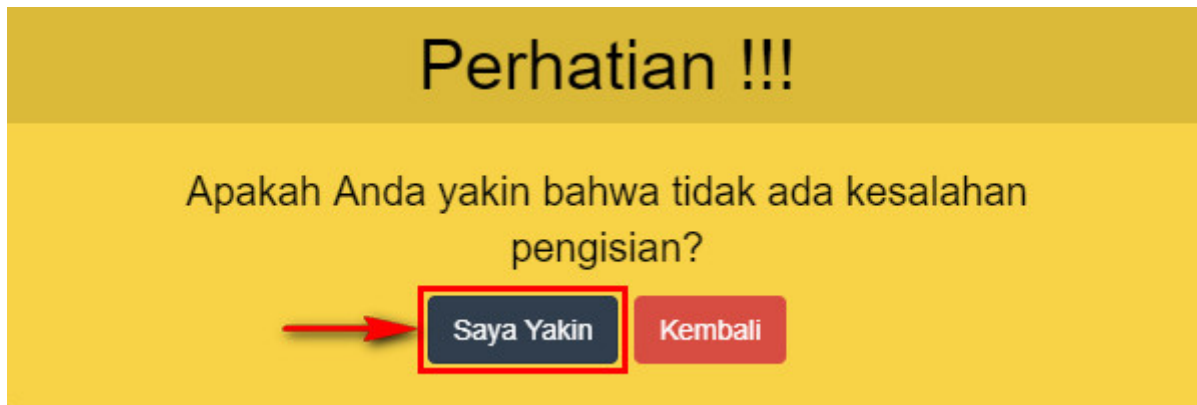 Perhatian !!!
Apakah Anda yakin bahwa tidak ada kesalahan
pengisian?
Saya Yakin Kembali